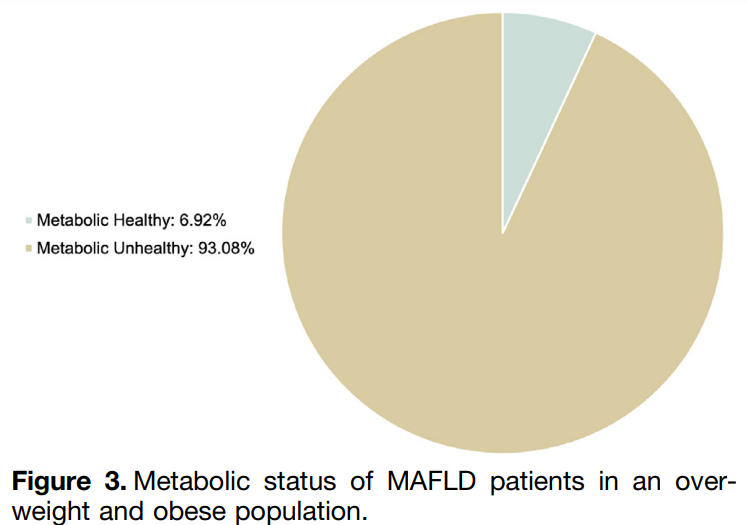 Metabolic Healthy: 6.92%
Metabolic Unhealthy: 93.08%
Figure 3. Metabolic status of MAFLD patients in an over-
weight and obese population.